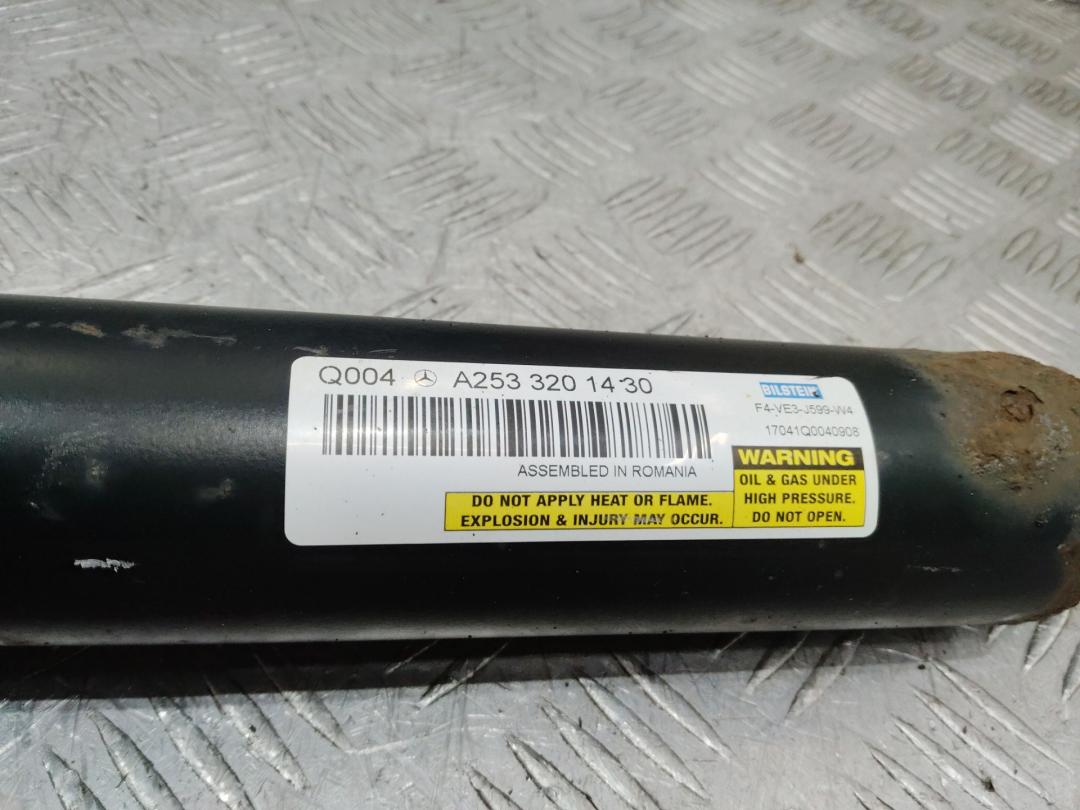 Q004 A253 320 14 30
BILSTEIN
F4-VE3-J599-W4
17041Q0040908
ASSEMBLED IN ROMANIA
WARNING
OIL & GAS UNDER
HIGH PRESSURE.
DO NOT OPEN.
DO NOT APPLY HEAT OR FLAME.
EXPLOSION & INJURY MAY OCCUR.